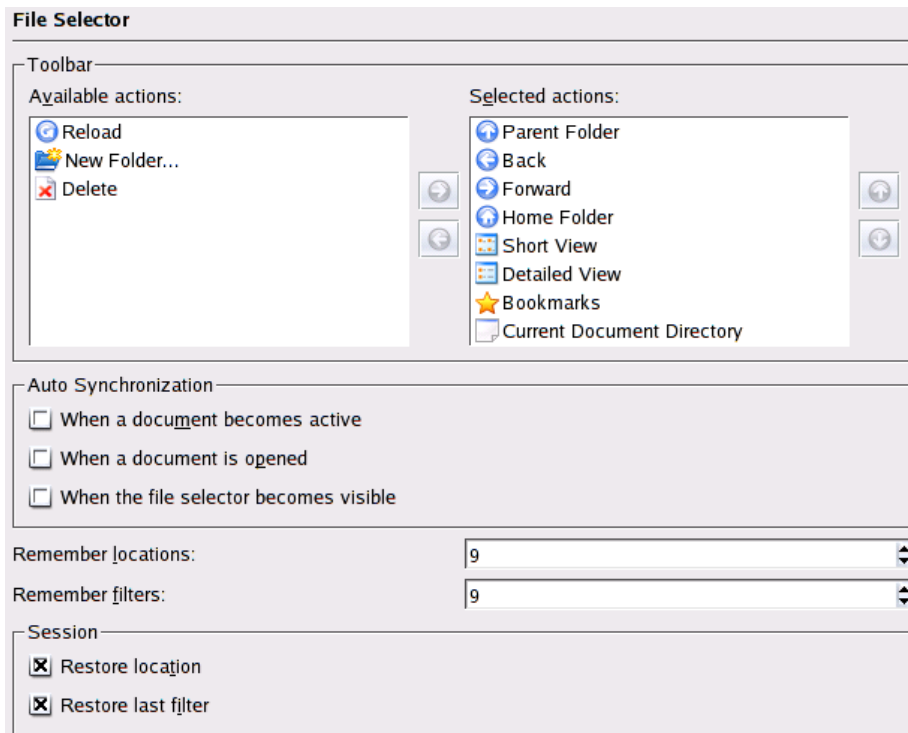 File Selector
Toolbar
Available actions:
Reload
New Folder...
Delete
Selected actions:
Parent Folder
Back
Forward
Home Folder
Short View
Detailed View
Bookmarks
Current Document Directory
Auto Synchronization
When a document becomes active
When a document is opened
When the file selector becomes visible
Remember locations: 9
Remember filters: 9
Session
Restore location
Restore last filter